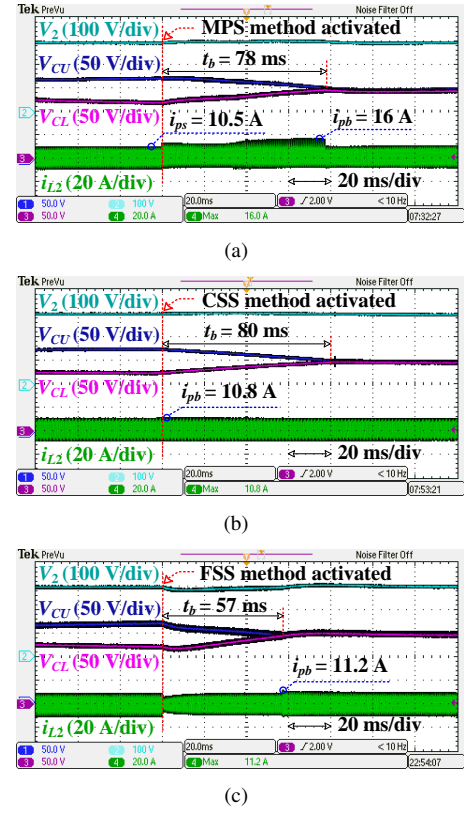 Tek PreVu Noise Filter Off
V2 (100 V/div) MPS method activated
VCU (50 V/div) tb = 78 ms
VCL (50 V/div) ips = 10.5 A ipb = 16 A
2
3
iL2 (20 A/div) 20 ms/div
1 50.0 V 2 100 V 20.0ms 3 2.00 V < 10 Hz
3 50.0 V 4 20.0 A 4 Max 16.0 A 07:32:27
(a)
Tek PreVu Noise Filter Off
V2 (100 V/div) CSS method activated
VCU (50 V/div) tb = 80 ms
VCL (50 V/div)
2
ipb = 10.8 A
3
iL2 (20 A/div) 20 ms/div
1 50.0 V 2 100 V 20.0ms 3 2.00 V < 10 Hz
3 50.0 V 4 20.0 A 4 Max 10.8 A 07:53:21
(b)
Tek PreVu Noise Filter Off
V2 (100 V/div) FSS method activated
VCU (50 V/div) tb = 57 ms
VCL (50 V/div)
2
ipb = 11.2 A
3
iL2 (20 A/div) 20 ms/div
1 50.0 V 2 100 V 20.0ms 3 2.00 V < 10 Hz
3 50.0 V 4 20.0 A 4 Max 11.2 A 22:54:07
(c)